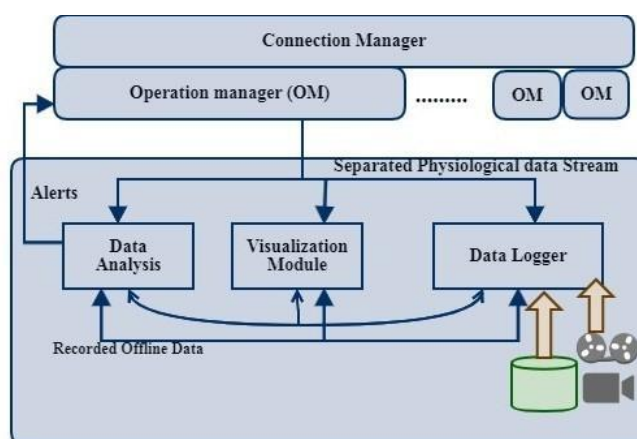 Connection Manager
Operation manager (OM)
.........
OM
OM
Separated Physiological data Stream
Alerts
Data
Analysis
Visualization
Module
Data Logger
Recorded Offline Data